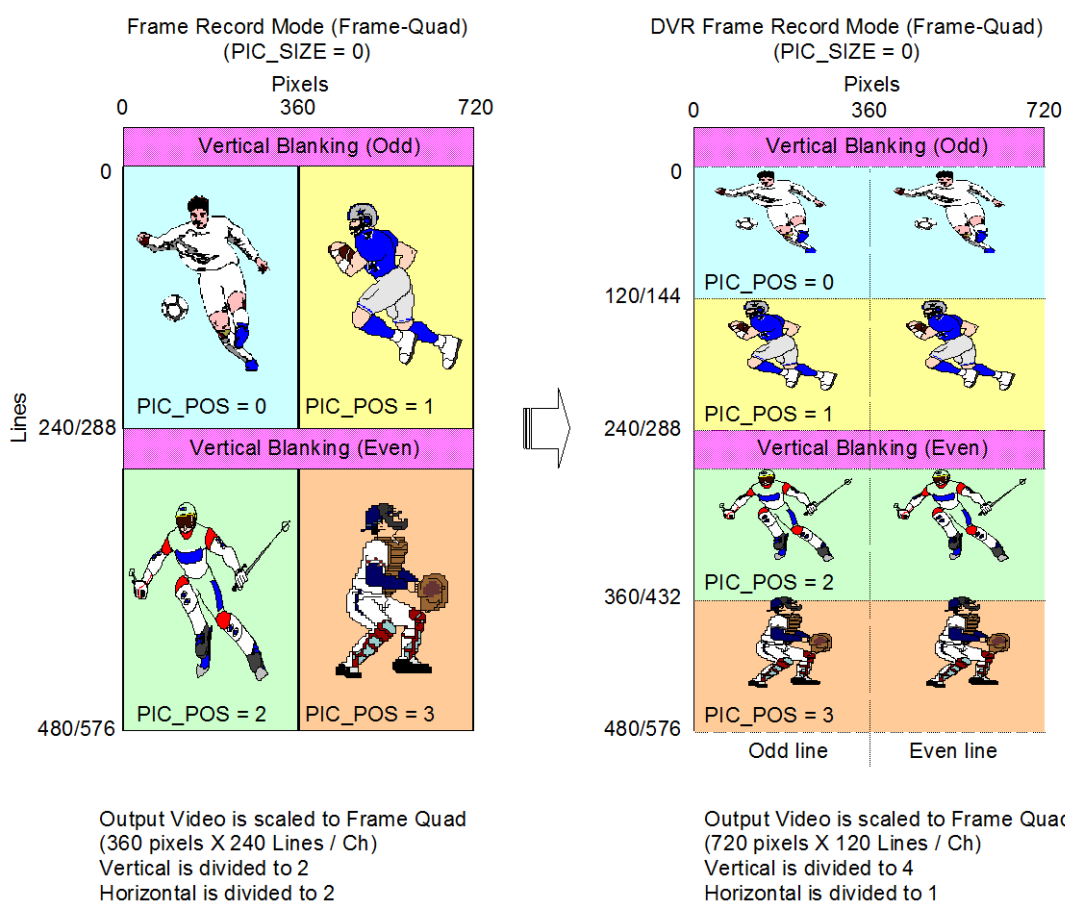 Frame Record Mode (Frame-Quad)
(PIC_SIZE = 0)
Pixels
0 360 720
Vertical Blanking (Odd)
0
PIC_POS = 0
PIC_POS = 1
Lines
240/288
Vertical Blanking (Even)
PIC_POS = 2
PIC_POS = 3
480/576
Output Video is scaled to Frame Quad
(360 pixels X 240 Lines / Ch)
Vertical is divided to 2
Horizontal is divided to 2
DVR Frame Record Mode (Frame-Quad)
(PIC_SIZE = 0)
Pixels
0 360 720
Vertical Blanking (Odd)
0
PIC_POS = 0
120/144
PIC_POS = 1
240/288
Vertical Blanking (Even)
PIC_POS = 2
360/432
PIC_POS = 3
480/576
Odd line Even line
Output Video is scaled to Frame Quad
(720 pixels X 120 Lines / Ch)
Vertical is divided to 4
Horizontal is divided to 1